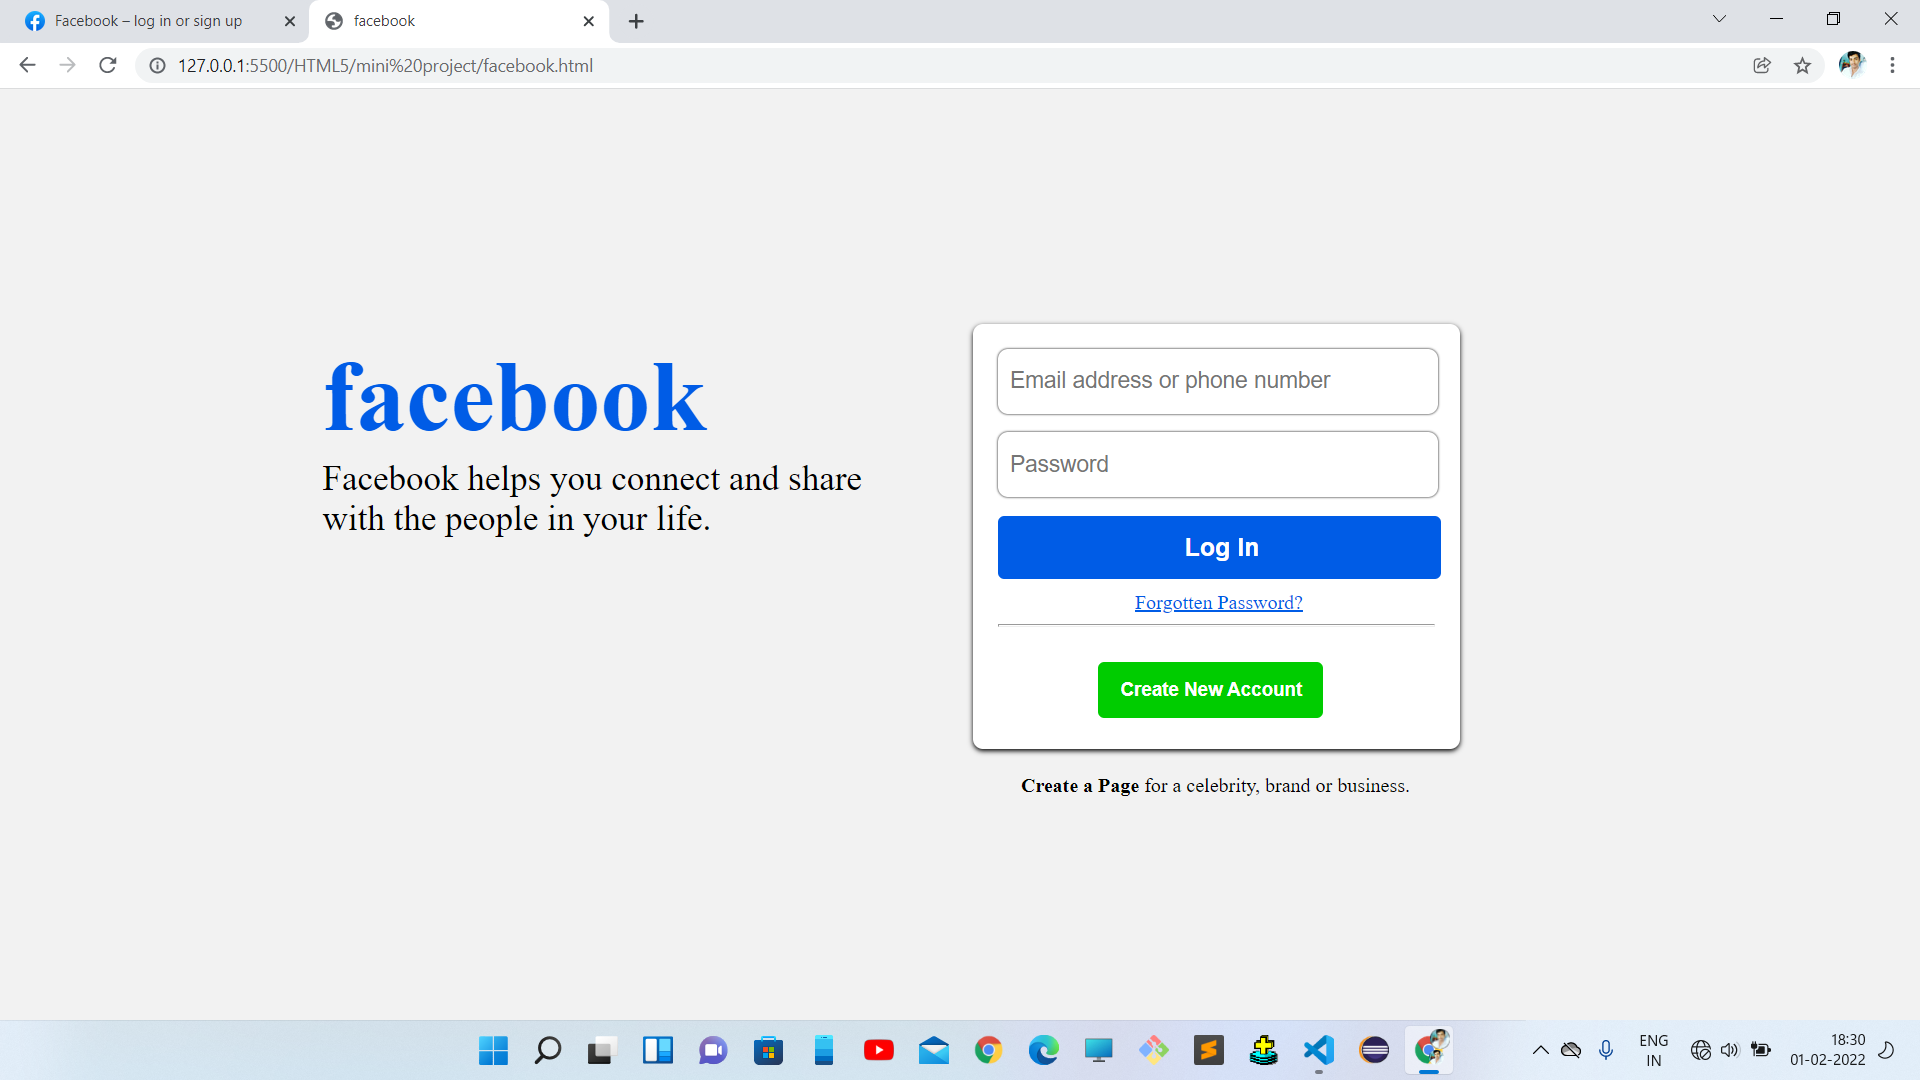 Facebook – log in or sign up
facebook
127.0.0.1:5500/HTML5/mini%20project/facebook.html
facebook
Facebook helps you connect and share
with the people in your life.
Email address or phone number
Password
Log In
Forgotten Password?
Create New Account
Create a Page for a celebrity, brand or business.
ENG
IN
18:30
01-02-2022